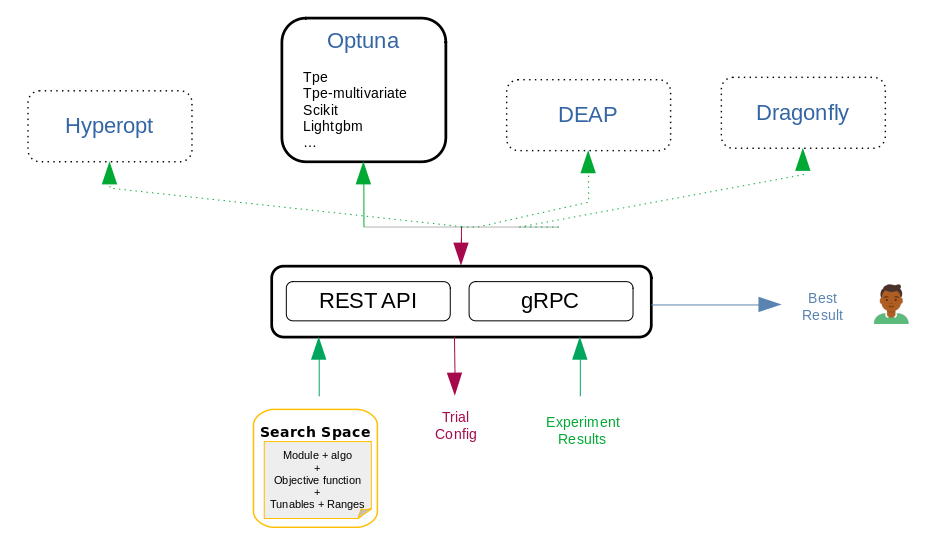 Optuna
Tpe
Tpe-multivariate
Scikit
Lightgbm
...
Hyperopt
DEAP
Dragonfly
REST API
gRPC
Best
Result
Search Space
Module + algo
+
Objective function
+
Tunables + Ranges
Trial
Config
Experiment
Results